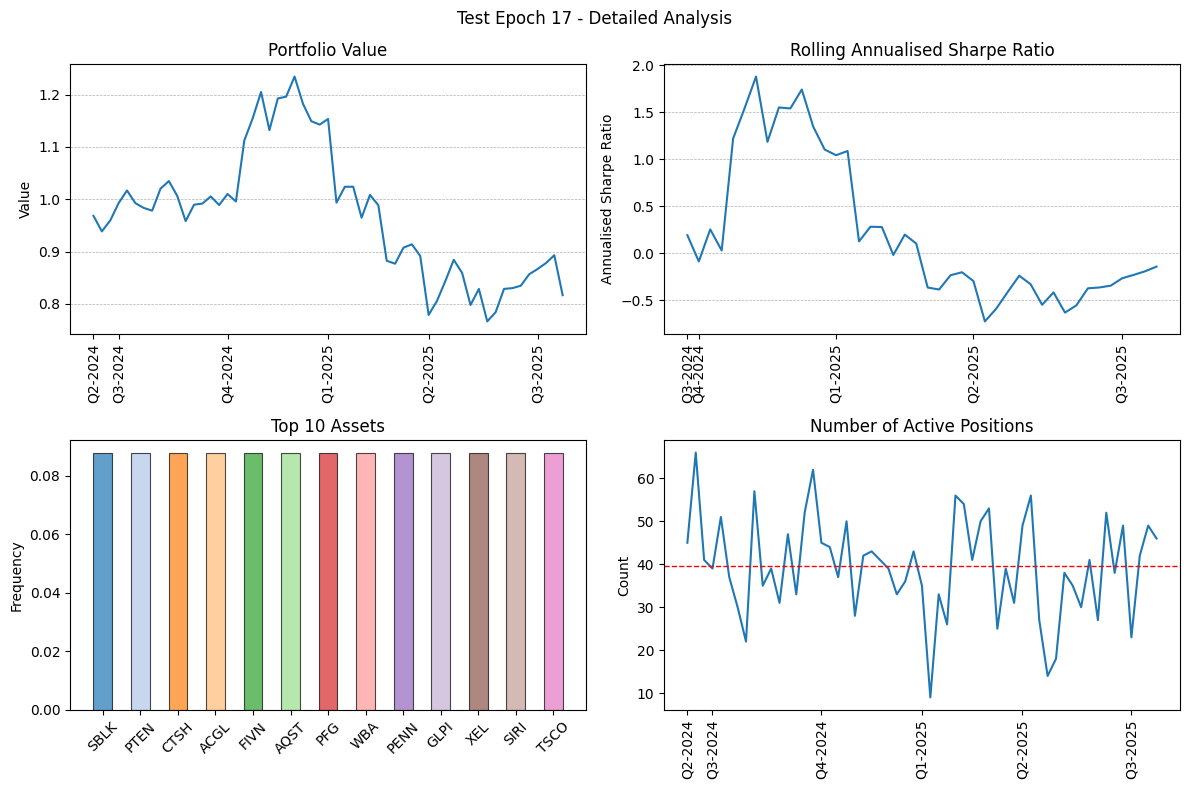 Test Epoch 17 - Detailed Analysis
Portfolio Value
Value
1.2
1.1
1.0
0.9
0.8
Q2-2024
Q3-2024
Q4-2024
Q1-2025
Q2-2025
Q3-2025
Rolling Annualised Sharpe Ratio
Annualised Sharpe Ratio
2.0
1.5
1.0
0.5
0.0
−0.5
Q3-2024
Q4-2024
Q1-2025
Q2-2025
Q3-2025
Top 10 Assets
Frequency
0.08
0.06
0.04
0.02
0.00
SBLK
PTEN
CTSH
ACGL
FIVN
AQST
PFG
WBA
PENN
GLPI
XEL
SIRI
TSCO
Number of Active Positions
Count
60
50
40
30
20
10
Q2-2024
Q3-2024
Q4-2024
Q1-2025
Q2-2025
Q3-2025